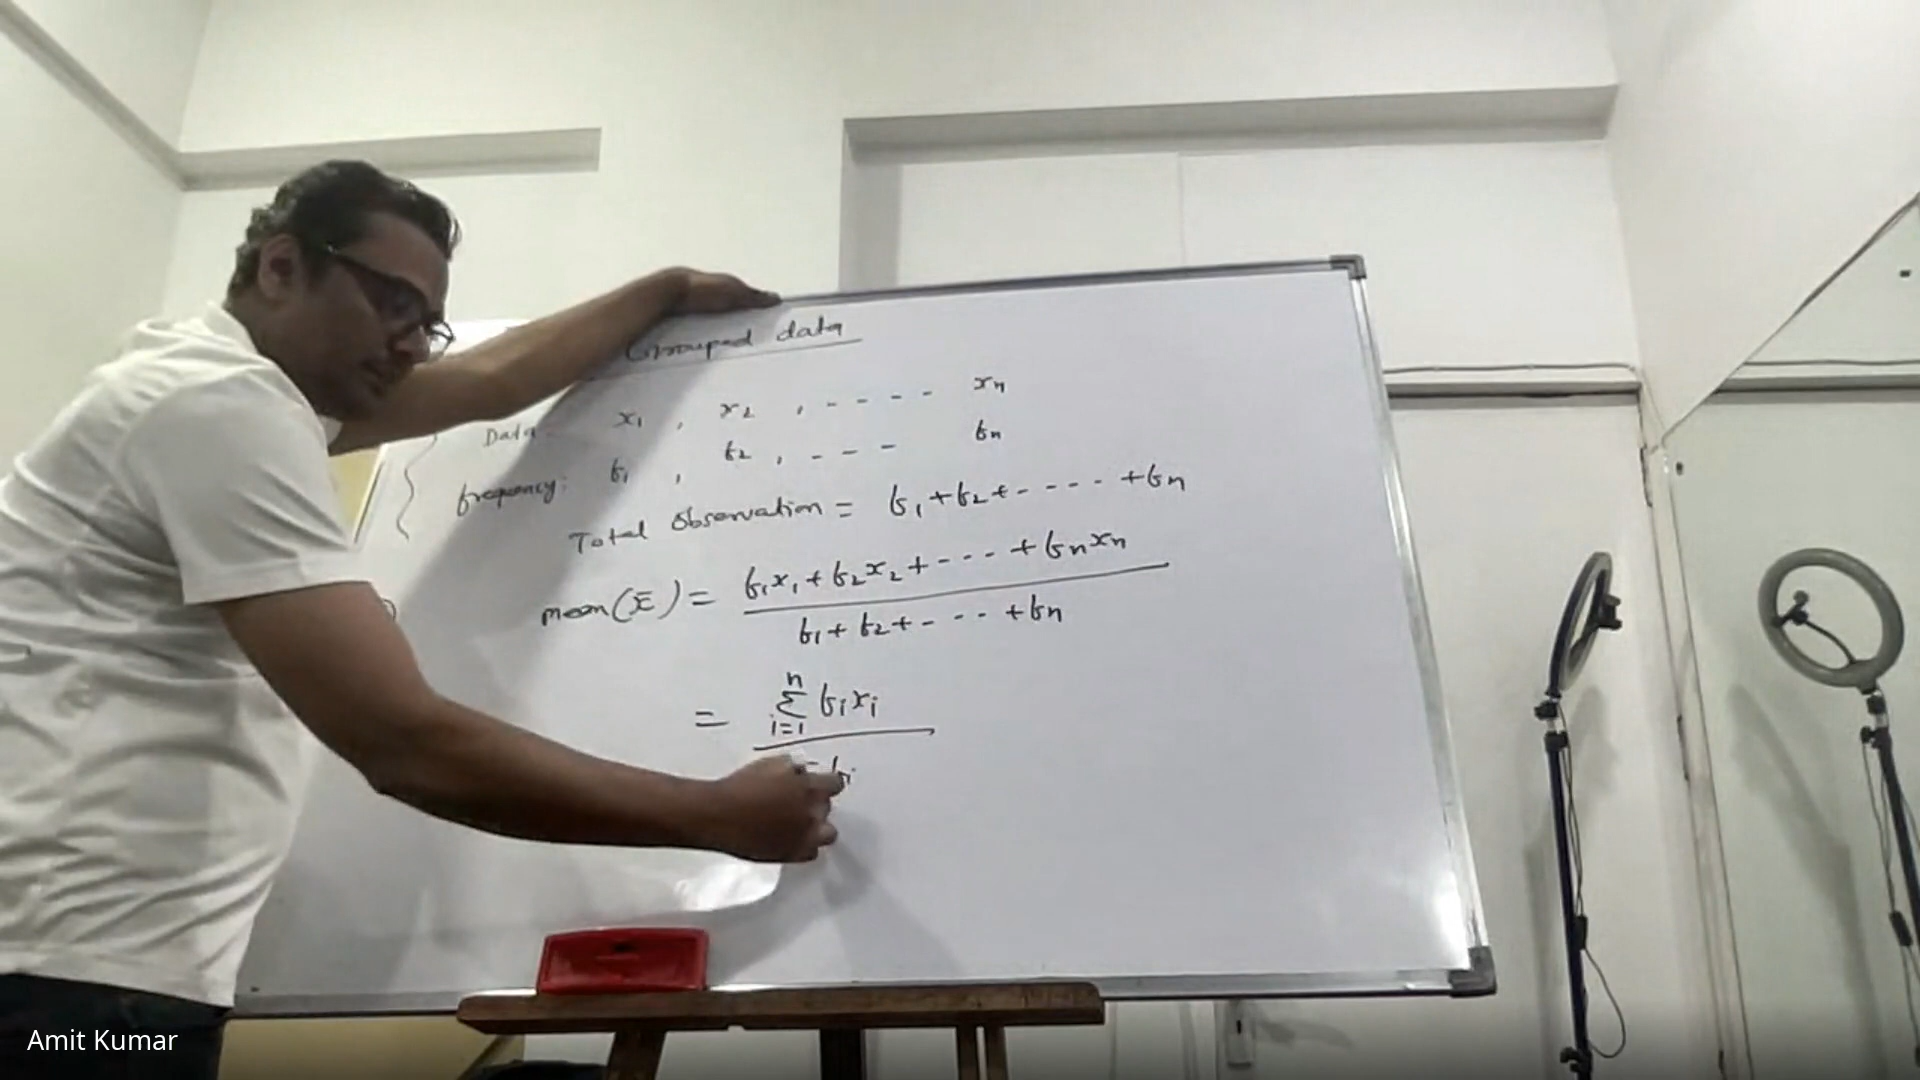 Grouped data
Data: x₁ , x₂ , - - - - xₙ
frequency: f₁ , f₂ , - - - fₙ
Total observation = f₁ + f₂ + - - - - + fₙ
mean (x̄) = f₁x₁ + f₂x₂ + - - - + fₙxₙ
f₁ + f₂ + - - - + fₙ
= n
Σ fᵢxᵢ
i=1
fᵢ
Amit Kumar